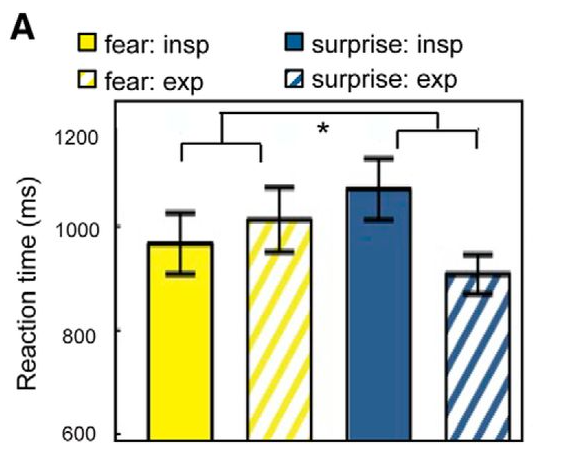 A
fear: insp
surprise: insp
fear: exp
surprise: exp
1200
*
1000
800
600
Reaction time (ms)